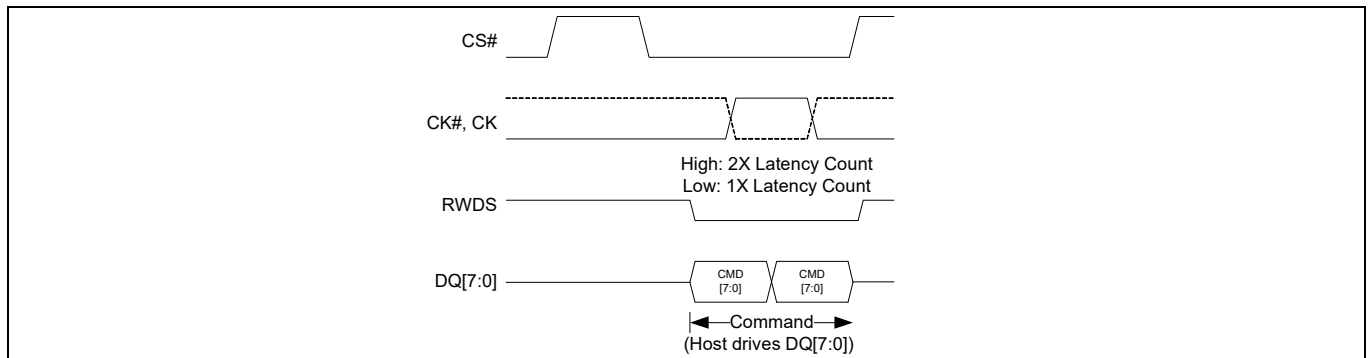 CS#
CK#, CK
High: 2X Latency Count
Low: 1X Latency Count
RWDS
DQ[7:0]
CMD
[7:0]
CMD
[7:0]
Command
(Host drives DQ[7:0])